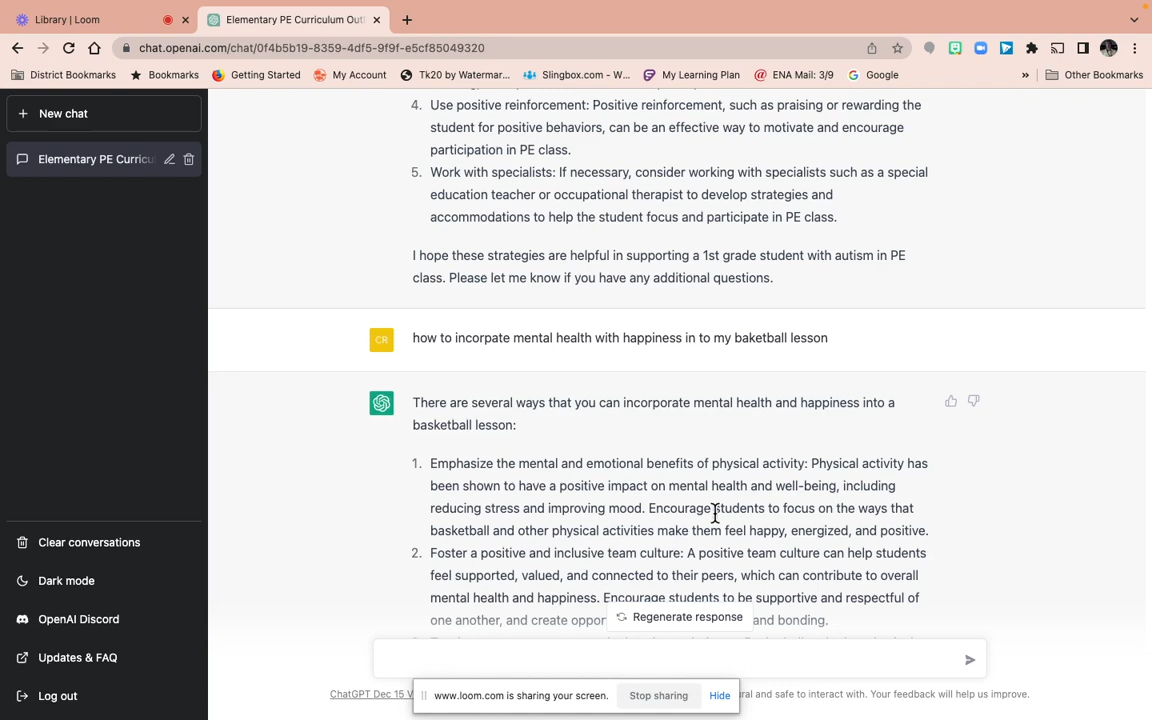 Library | Loom
Elementary PE Curriculum Outl
chat.openai.com/chat/0f4b5b19-8359-4df5-9f9f-e5cf85049320
District Bookmarks
Bookmarks
Getting Started
My Account
Tk20 by Watermar...
Slingbox.com - W...
My Learning Plan
ENA Mail: 3/9
Google
»
Other Bookmarks
+ New chat
Elementary PE Curricu
4. Use positive reinforcement: Positive reinforcement, such as praising or rewarding the
student for positive behaviors, can be an effective way to motivate and encourage
participation in PE class.
5. Work with specialists: If necessary, consider working with specialists such as a special
education teacher or occupational therapist to develop strategies and
accommodations to help the student focus and participate in PE class.
I hope these strategies are helpful in supporting a 1st grade student with autism in PE
class. Please let me know if you have any additional questions.
CR
how to incorpate mental health with happiness in to my baketball lesson
There are several ways that you can incorporate mental health and happiness into a
basketball lesson:
1. Emphasize the mental and emotional benefits of physical activity: Physical activity has
been shown to have a positive impact on mental health and well-being, including
reducing stress and improving mood. Encourage students to focus on the ways that
basketball and other physical activities make them feel happy, energized, and positive.
2. Foster a positive and inclusive team culture: A positive team culture can help students
feel supported, valued, and connected to their peers, which can contribute to overall
mental health and happiness. Encourage students to be supportive and respectful of
one another, and create oppor and bonding.
Regenerate response
Clear conversations
Dark mode
OpenAI Discord
Updates & FAQ
Log out
ChatGPT Dec 15 V
ural and safe to interact with. Your feedback will help us improve.
www.loom.com is sharing your screen.
Stop sharing
Hide